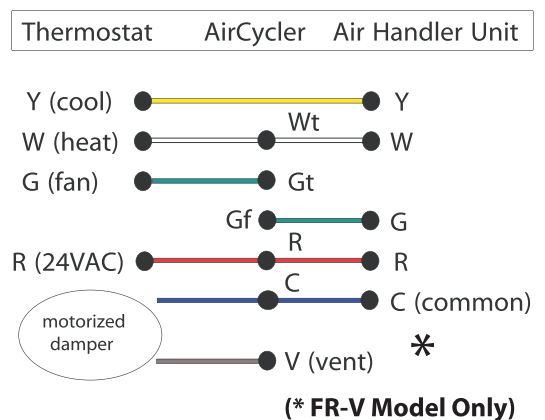 Thermostat AirCycler Air Handler Unit
Y (cool) Y
Wt
W (heat) W
G (fan) Gt
Gf G
R
R (24VAC) R
C
C (common)
motorized
damper
*
V (vent)
(* FR-V Model Only)